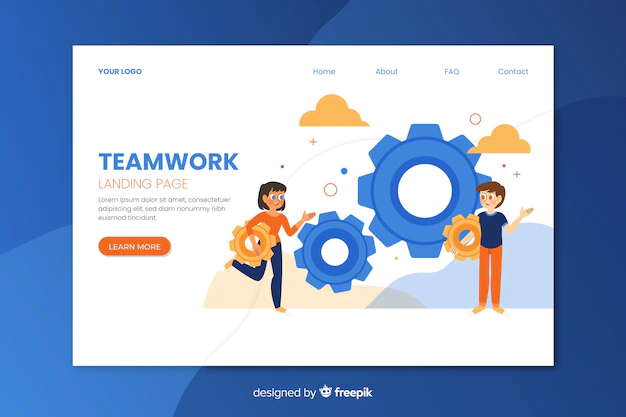 YOUR LOGO
Home
About
FAQ
Contact
TEAMWORK
LANDING PAGE
lorem ipsum dolor sit amet, consectetuer
adipiscing elit, sed diam nonummy nibh euismod
tincidunt.
LEARN MORE
designed by freepik